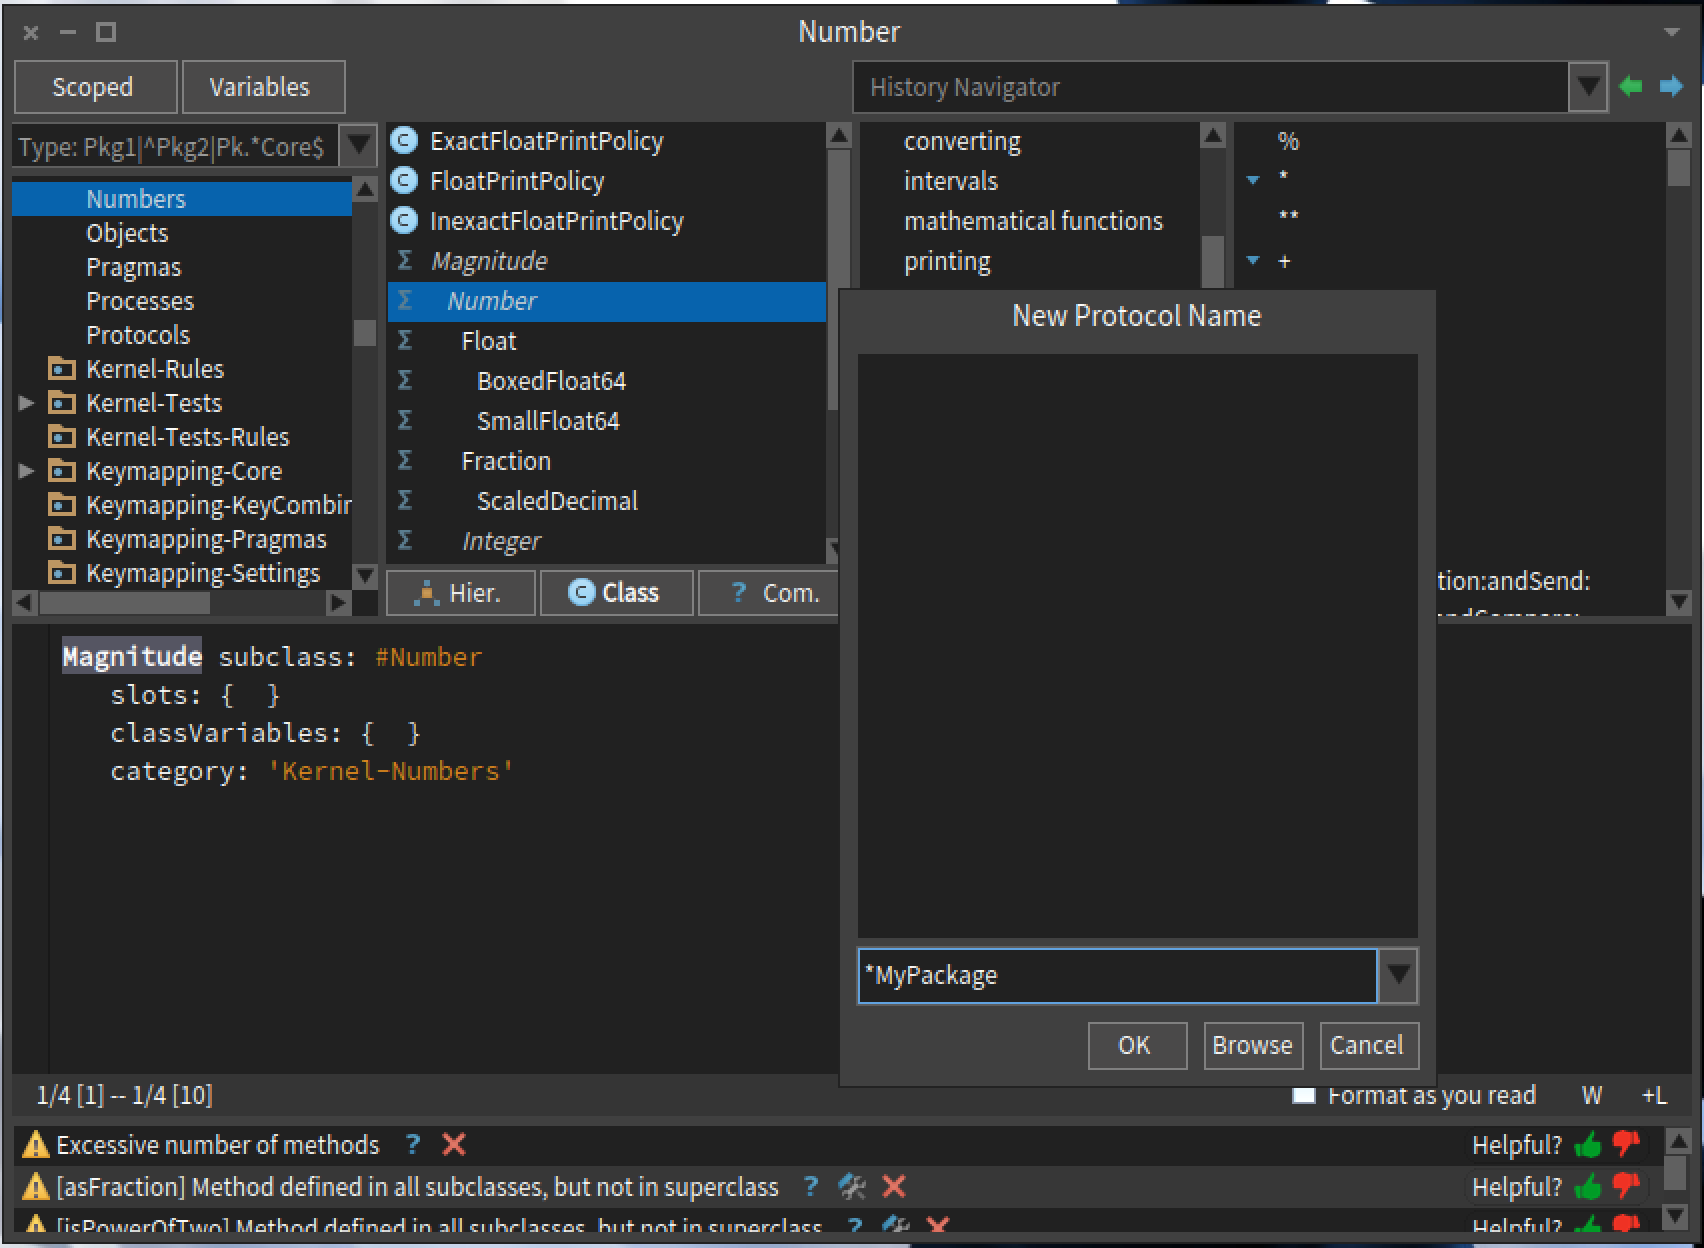 Number
Scoped
Variables
History Navigator
Type: Pkg1|^Pkg2|Pk.*Core$
Numbers
Objects
Pragmas
Processes
Protocols
Kernel-Rules
Kernel-Tests
Kernel-Tests-Rules
Keymapping-Core
Keymapping-KeyCombin
Keymapping-Pragmas
Keymapping-Settings
ExactFloatPrintPolicy
FloatPrintPolicy
InexactFloatPrintPolicy
Magnitude
Number
Float
BoxedFloat64
SmallFloat64
Fraction
ScaledDecimal
Integer
Hier.
Class
? Com.
converting
intervals
mathematical functions
printing
%
*
**
+
tion:andSend:
New Protocol Name
*MyPackage
OK
Browse
Cancel
Magnitude subclass: #Number
slots: {  }
classVariables: {  }
category: 'Kernel-Numbers'
1/4 [1] -- 1/4 [10]
Format as you read
W
+L
Excessive number of methods ? Helpful?
[asFraction] Method defined in all subclasses, but not in superclass ? Helpful?
[isPowerOfTwo] Method defined in all subclasses, but not in superclass ? Helpful?